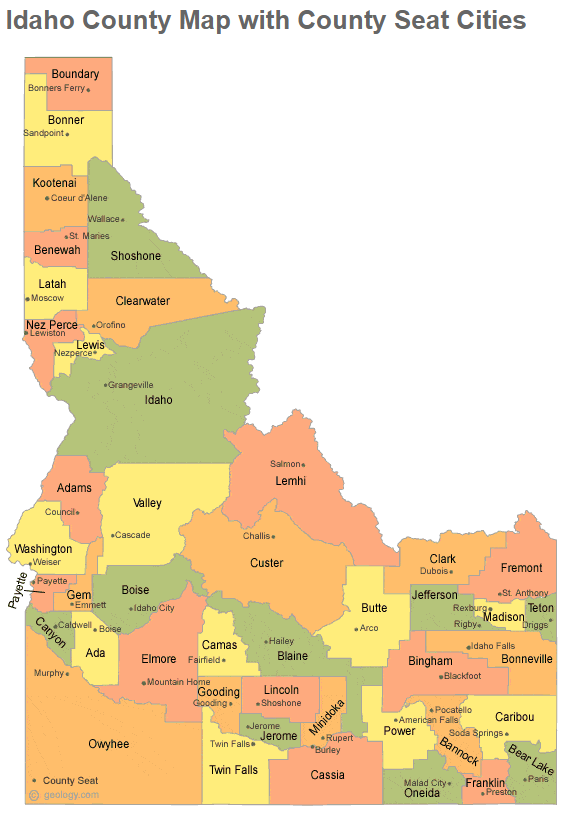 Idaho County Map with County Seat Cities
Boundary
Bonners Ferry
Bonner
Sandpoint
Kootenai
Coeur d'Alene
Wallace
St. Maries
Benewah
Shoshone
Latah
Moscow
Clearwater
Nez Perce
Orofino
Lewiston
Lewis
Nezperce
Grangeville
Idaho
Salmon
Lemhi
Adams
Valley
Council
Cascade
Challis
Washington
Weiser
Custer
Clark
Dubois
Fremont
Payette
Payette
Gem
Emmett
Boise
Idaho City
Butte
Arco
Jefferson
St. Anthony
Rexburg
Madison
Teton
Rigby
Driggs
Canyon
Caldwell
Boise
Ada
Camas
Fairfield
Hailey
Blaine
Idaho Falls
Bonneville
Bingham
Blackfoot
Murphy
Elmore
Mountain Home
Gooding
Gooding
Lincoln
Shoshone
Minidoka
Pocatello
American Falls
Caribou
Soda Springs
Power
Bannock
Owyhee
Jerome
Jerome
Rupert
Burley
Twin Falls
Twin Falls
Cassia
Bear Lake
Paris
Malad City
Oneida
Franklin
Preston
County Seat
© geology.com